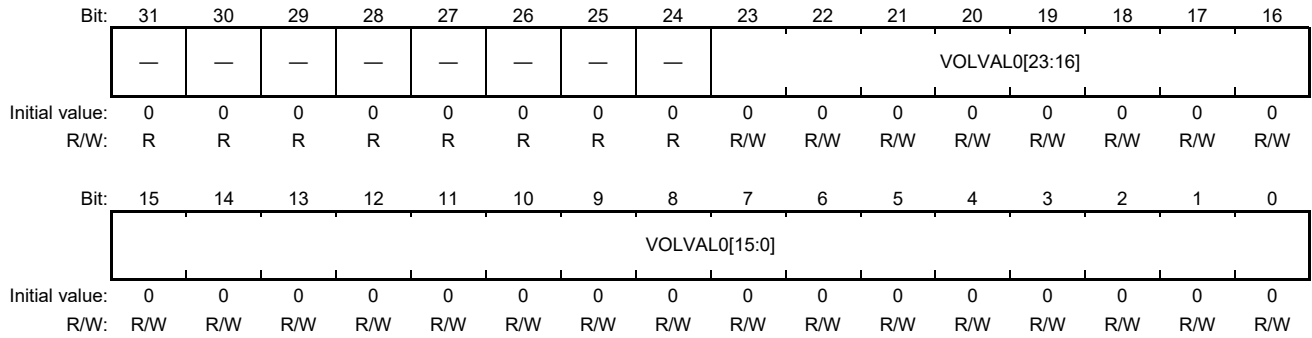 Bit: 31 30 29 28 27 26 25 24 23 22 21 20 19 18 17 16
— — — — — — — — VOLVAL0[23:16]
Initial value: 0 0 0 0 0 0 0 0 0 0 0 0 0 0 0 0
R/W: R R R R R R R R R/W R/W R/W R/W R/W R/W R/W R/W
Bit: 15 14 13 12 11 10 9 8 7 6 5 4 3 2 1 0
VOLVAL0[15:0]
Initial value: 0 0 0 0 0 0 0 0 0 0 0 0 0 0 0 0
R/W: R/W R/W R/W R/W R/W R/W R/W R/W R/W R/W R/W R/W R/W R/W R/W R/W